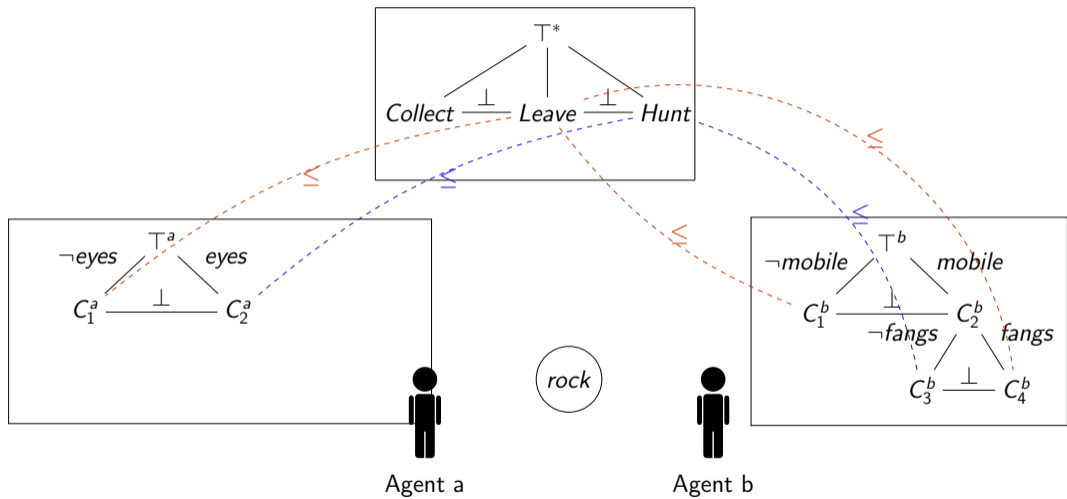 ⊤*
⊥ ⊥
Collect Leave Hunt
≤
≤ ≤
≤
≤
⊤ᵃ
¬eyes eyes
⊥
C₁ᵃ C₂ᵃ
⊤ᵇ
¬mobile mobile
⊥
C₁ᵇ C₂ᵇ
¬fangs fangs
⊥
C₃ᵇ C₄ᵇ
rock
Agent a Agent b